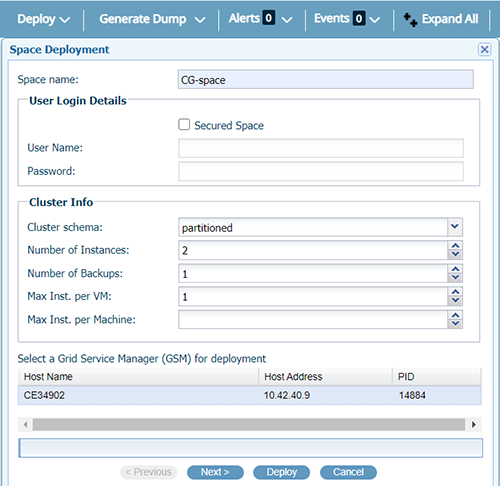 Deploy Generate Dump Alerts 0 Events 0 Expand All
Space Deployment
Space name: CG-space
User Login Details
Secured Space
User Name:
Password:
Cluster Info
Cluster schema: partitioned
Number of Instances: 2
Number of Backups: 1
Max Inst. per VM: 1
Max Inst. per Machine:
Select a Grid Service Manager (GSM) for deployment
Host Name Host Address PID
CE34902 10.42.40.9 14884
< Previous Next > Deploy Cancel